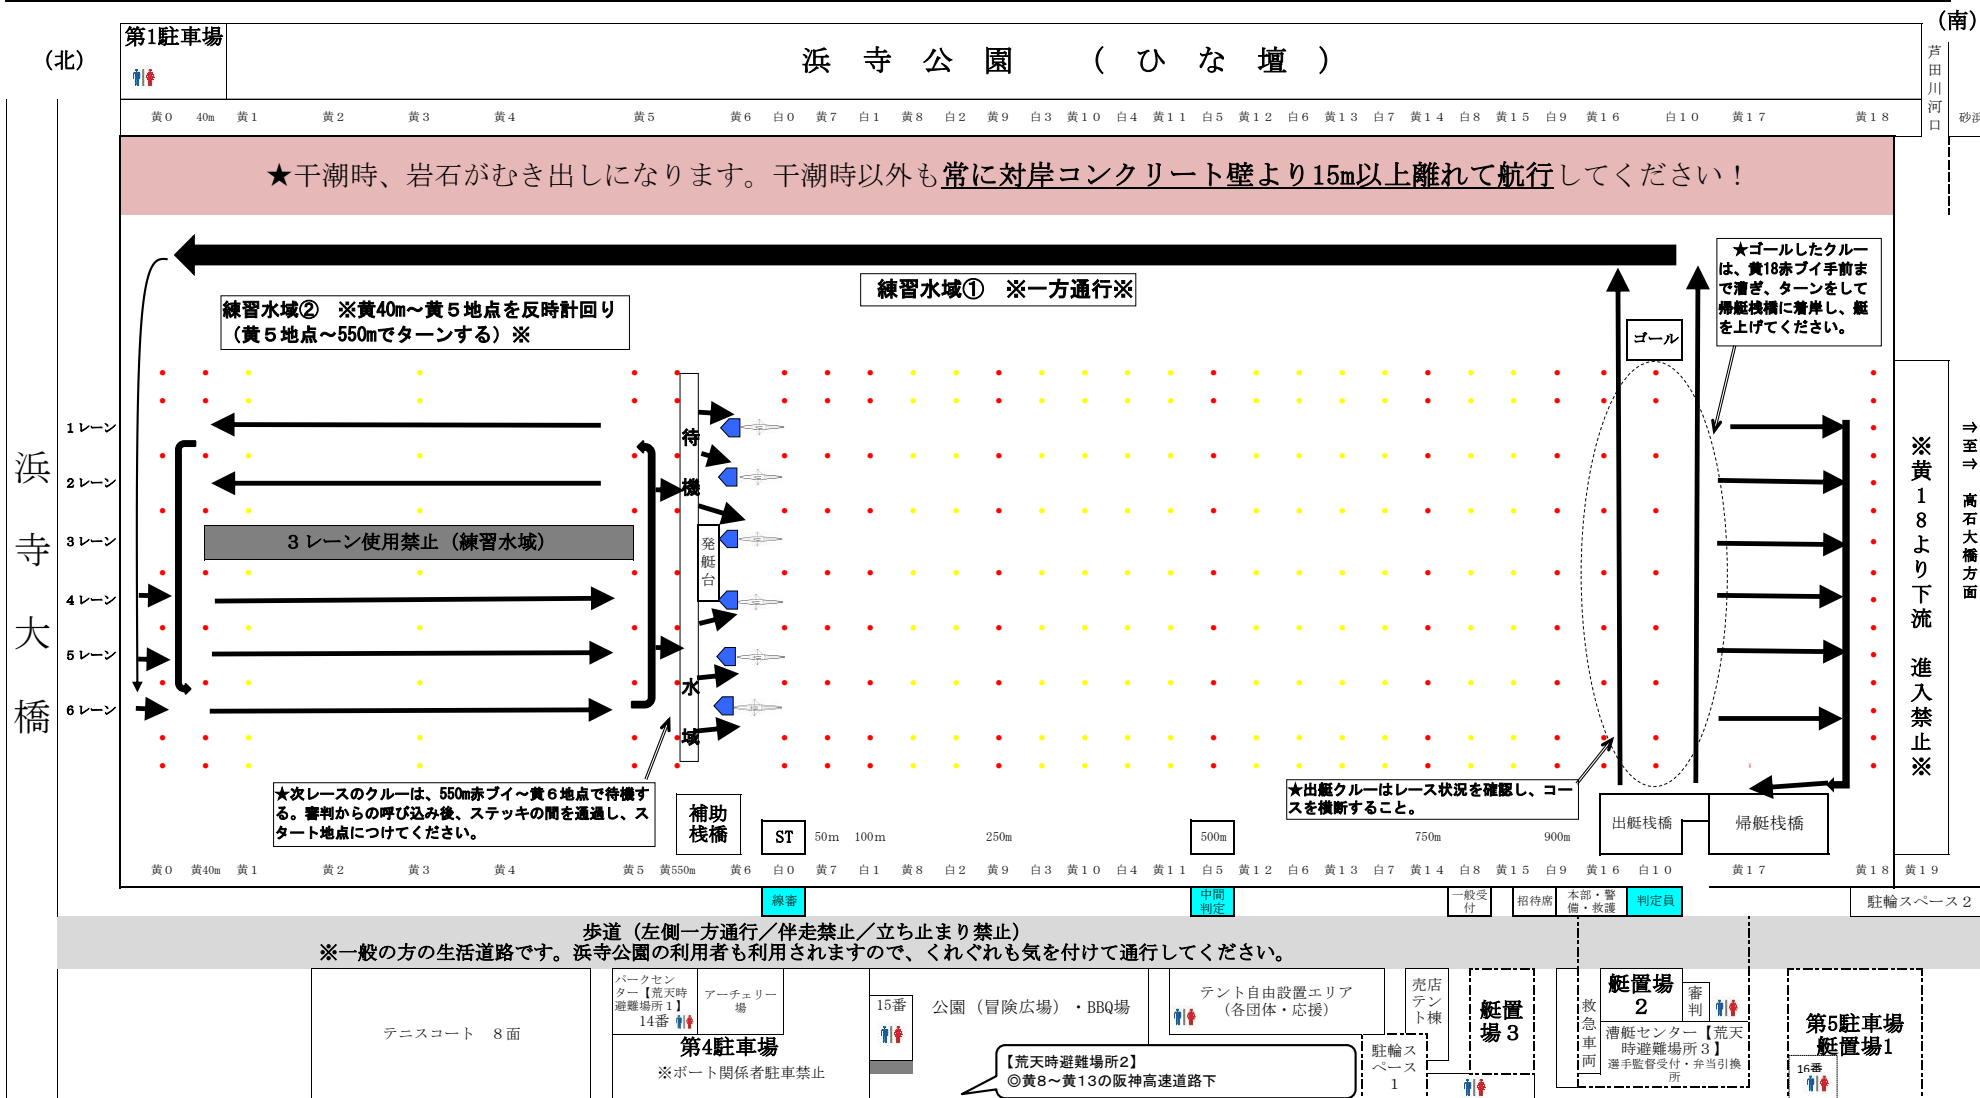 (南)
第1駐車場
(北)
浜寺公園 (ひな壇)
芦田川河口
黄0 40m 黄1 黄2 黄3 黄4 黄5 黄6 白0 黄7 白1 黄8 白2 黄9 白3 黄10 白4 黄11 白5 黄12 白6 黄13 白7 黄14 白8 黄15 白9 黄16 白10 黄17 黄18
砂浜
★干潮時、岩石がむき出しになります。干潮時以外も常に対岸コンクリート壁より15m以上離れて航行してください！
練習水域① ※一方通行※
練習水域② ※黄40m～黄5地点を反時計回り
(黄5地点～550mでターンする) ※
★ゴールしたクルー
は、黄18赤ブイ手前ま
で漕ぎ、ターンをして
帰艇桟橋に着岸し、艇
を上げてください。
ゴール
1レーン
2レーン
3レーン
4レーン
5レーン
6レーン
浜寺大橋
3レーン使用禁止 (練習水域)
待機水域
発艇台
※黄18より下流 進入禁止※
⇒至⇒ 高石大橋方面
★次レースのクルーは、550m赤ブイ～黄6地点で待機す
る。審判からの呼び込み後、ステッキの間を通過し、ス
タート地点につけてください。
★出艇クルーはレース状況を確認し、コー
スを横断すること。
補助
桟橋
ST 50m 100m 250m 500m 750m 900m
出艇桟橋
帰艇桟橋
黄0 黄40m 黄1 黄2 黄3 黄4 黄5 黄550m 黄6 白0 黄7 白1 黄8 白2 黄9 白3 黄10 白4 黄11 白5 黄12 白6 黄13 白7 黄14 白8 黄15 白9 黄16 白10 黄17 黄18 黄19
線審
中間
判定
一般受
付
招待席
本部・警
備・救護
判定員
駐輪スペース2
歩道 (左側一方通行／伴走禁止／立ち止まり禁止)
※一般の方の生活道路です。浜寺公園の利用者も利用されますので、くれぐれも気を付けて通行してください。
テニスコート 8面
パークセン
ター【荒天時
避難場所1】
14番
アーチェリー
場
第4駐車場
※ボート関係者駐車禁止
15番
公園 (冒険広場) ・BBQ場
【荒天時避難場所2】
◎黄8～黄13の阪神高速道路下
テント自由設置エリア
(各団体・応援)
駐輪ス
ペース
1
売店
テン
ト棟
艇置
場3
救急車両
艇置場
2
審
判
漕艇センター【荒天
時避難場所3】
選手監督受付・弁当引換
所
第5駐車場
艇置場1
16番